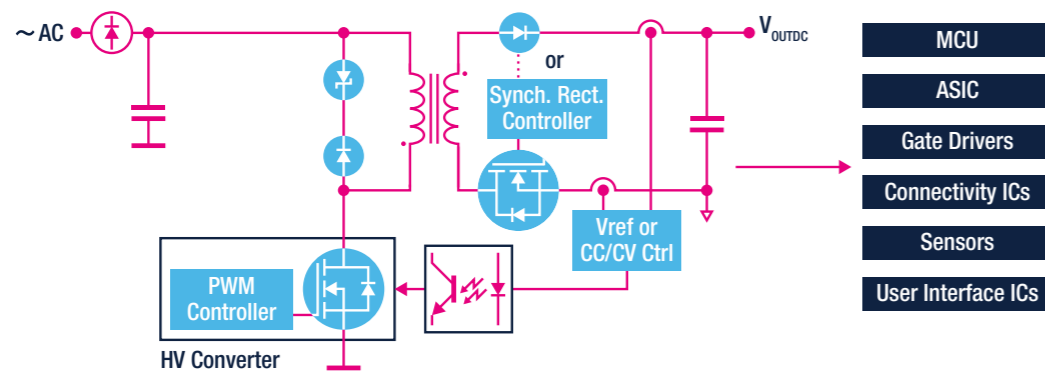 ~ AC
V OUTDC
or
Synch. Rect.
Controller
Vref or
CC/CV Ctrl
PWM
Controller
HV Converter
MCU
ASIC
Gate Drivers
Connectivity ICs
Sensors
User Interface ICs